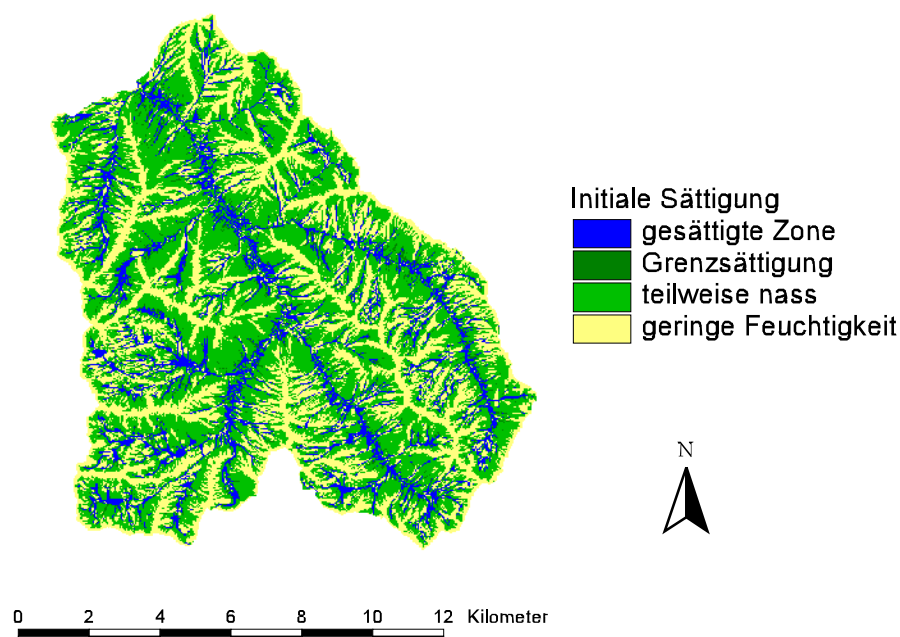 Initiale Sättigung
gesättigte Zone
Grenzsättigung
teilweise nass
geringe Feuchtigkeit
N
0 2 4 6 8 10 12 Kilometer